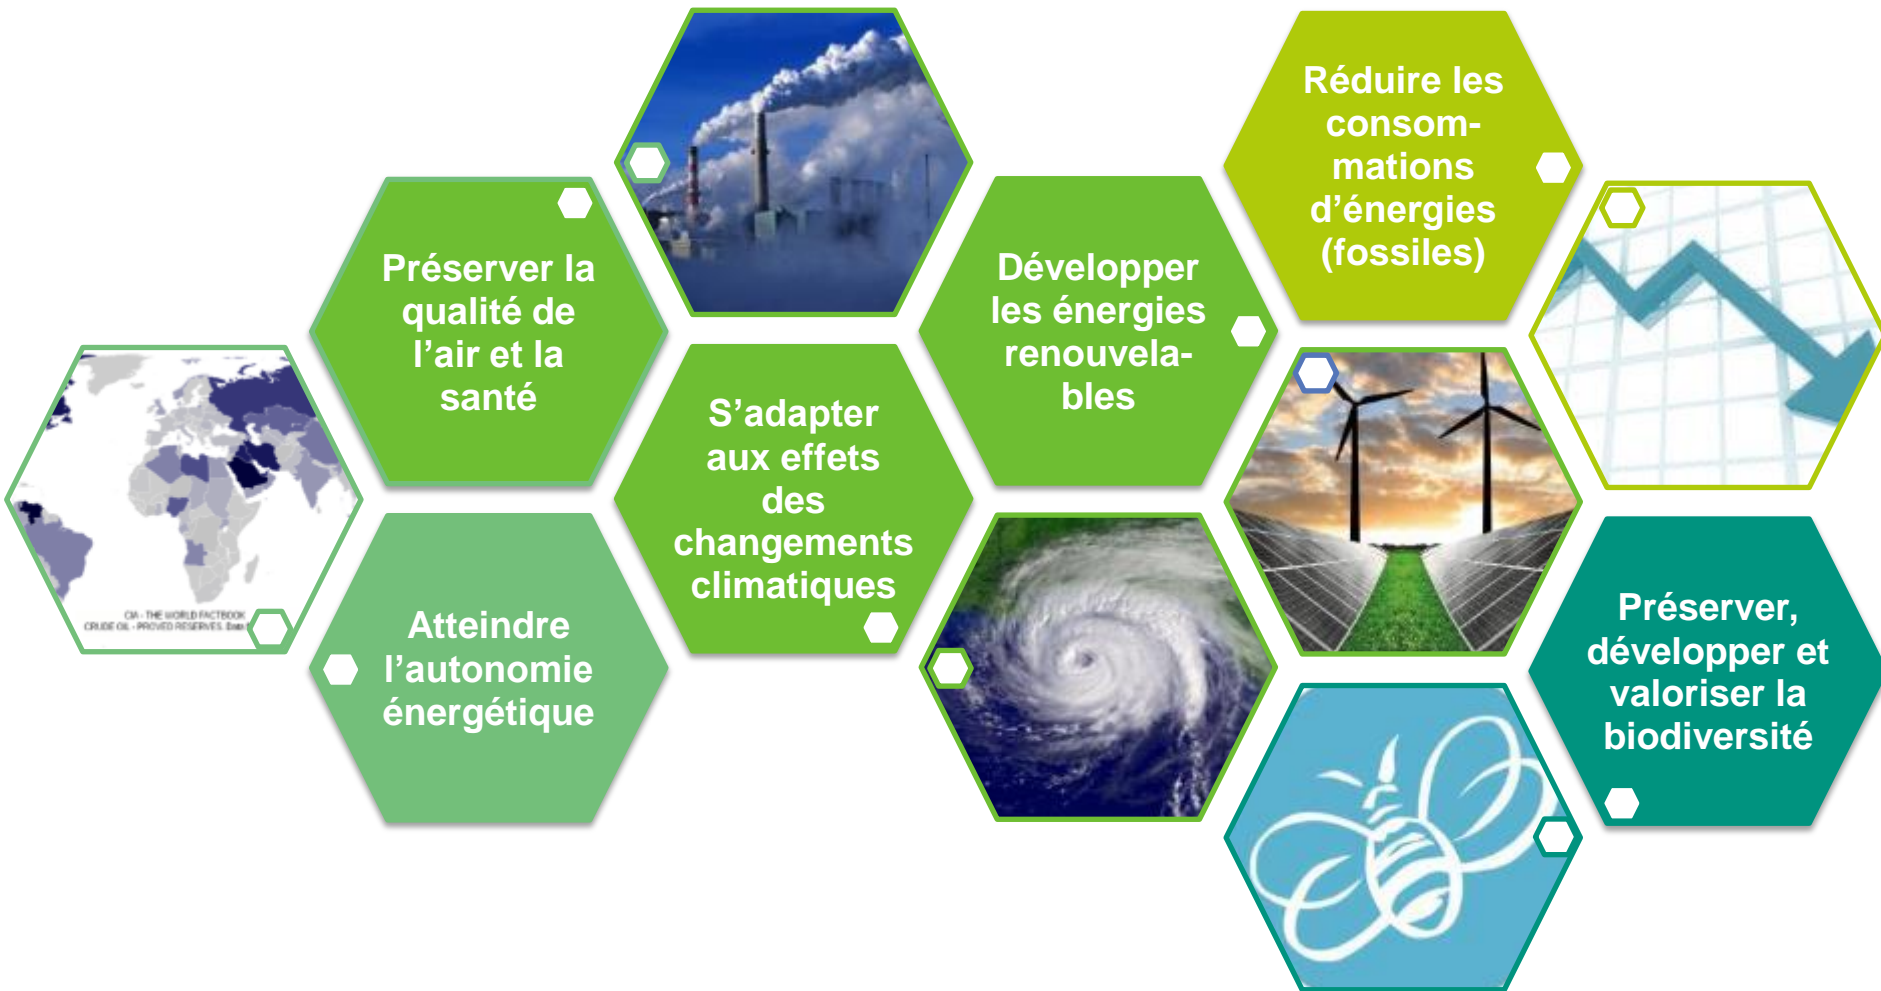 Préserver la
qualité de
l’air et la
santé
Atteindre
l’autonomie
énergétique
S’adapter
aux effets
des
changements
climatiques
Développer
les énergies
renouvela-
bles
Réduire les
consom-
mations
d’énergies
(fossiles)
Préserver,
développer et
valoriser la
biodiversité
CIA - THE WORLD FACTBOOK
CRUDE OIL - PROVED RESERVES.